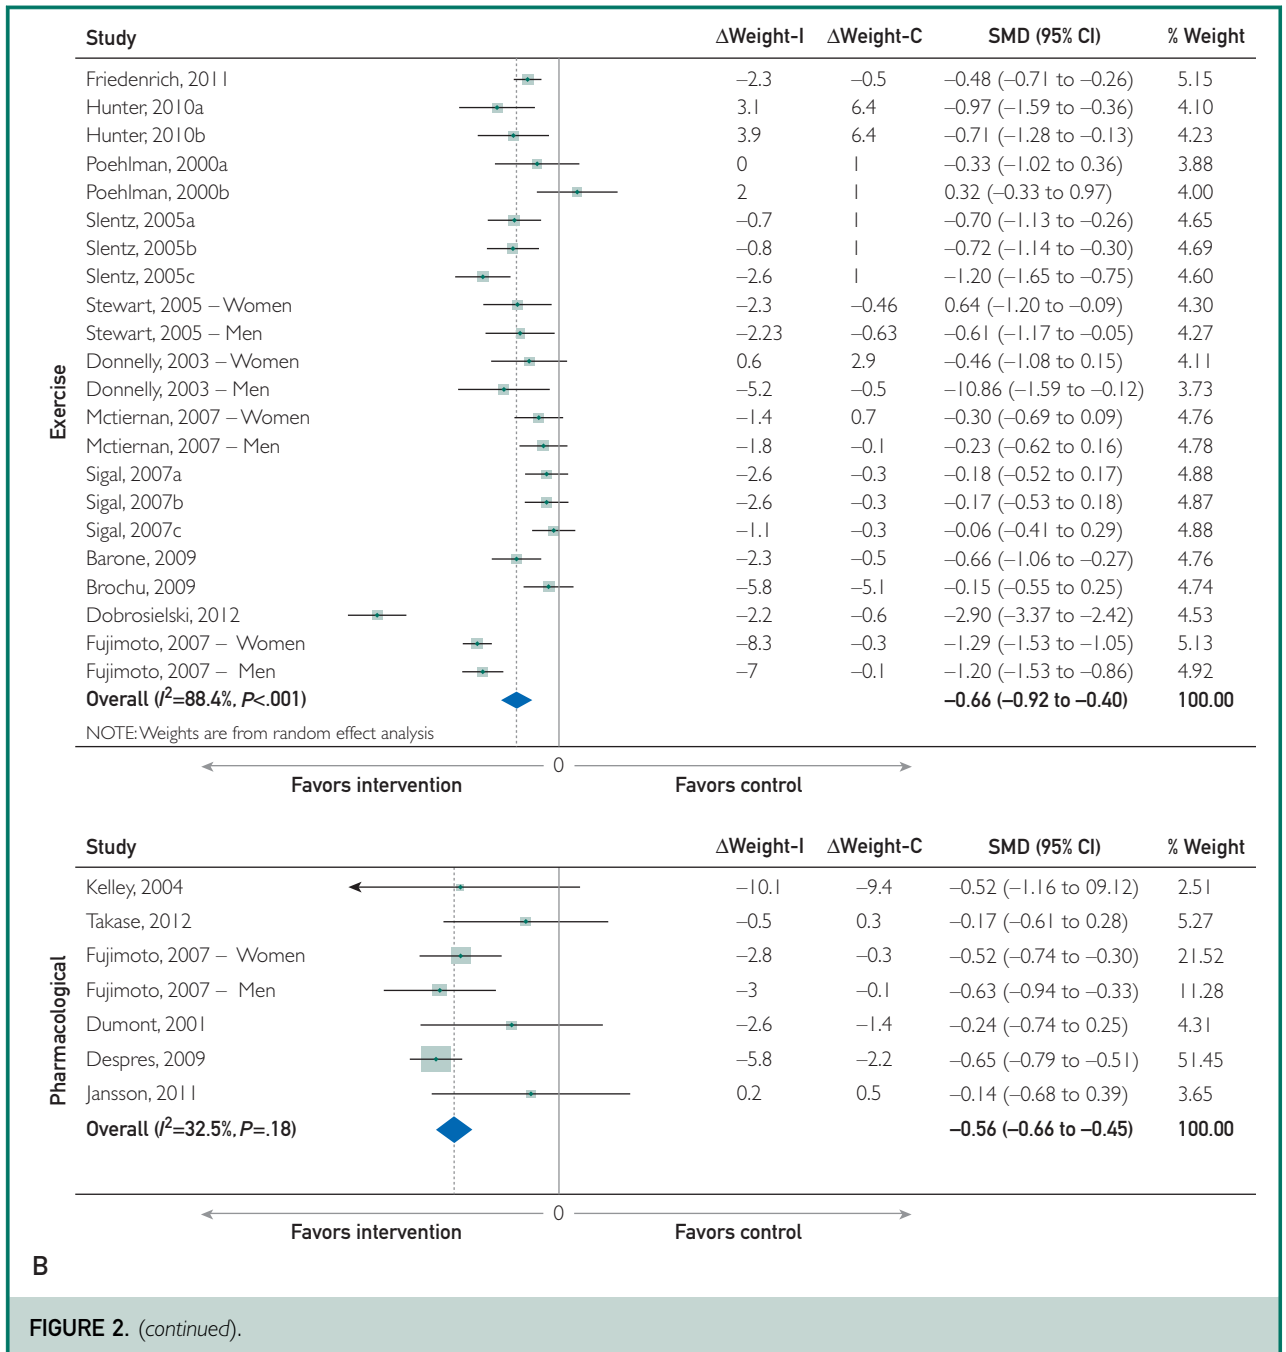 Study ΔWeight-I ΔWeight-C SMD (95% CI) % Weight
Exercise
Friedenrich, 2011 –2.3 –0.5 –0.48 (–0.71 to –0.26) 5.15
Hunter, 2010a 3.1 6.4 –0.97 (–1.59 to –0.36) 4.10
Hunter, 2010b 3.9 6.4 –0.71 (–1.28 to –0.13) 4.23
Poehlman, 2000a 0 1 –0.33 (–1.02 to 0.36) 3.88
Poehlman, 2000b 2 1 0.32 (–0.33 to 0.97) 4.00
Slentz, 2005a –0.7 1 –0.70 (–1.13 to –0.26) 4.65
Slentz, 2005b –0.8 1 –0.72 (–1.14 to –0.30) 4.69
Slentz, 2005c –2.6 1 –1.20 (–1.65 to –0.75) 4.60
Stewart, 2005 – Women –2.3 –0.46 0.64 (–1.20 to –0.09) 4.30
Stewart, 2005 – Men –2.23 –0.63 –0.61 (–1.17 to –0.05) 4.27
Donnelly, 2003 – Women 0.6 2.9 –0.46 (–1.08 to 0.15) 4.11
Donnelly, 2003 – Men –5.2 –0.5 –10.86 (–1.59 to –0.12) 3.73
Mctiernan, 2007 – Women –1.4 0.7 –0.30 (–0.69 to 0.09) 4.76
Mctiernan, 2007 – Men –1.8 –0.1 –0.23 (–0.62 to 0.16) 4.78
Sigal, 2007a –2.6 –0.3 –0.18 (–0.52 to 0.17) 4.88
Sigal, 2007b –2.6 –0.3 –0.17 (–0.53 to 0.18) 4.87
Sigal, 2007c –1.1 –0.3 –0.06 (–0.41 to 0.29) 4.88
Barone, 2009 –2.3 –0.5 –0.66 (–1.06 to –0.27) 4.76
Brochu, 2009 –5.8 –5.1 –0.15 (–0.55 to 0.25) 4.74
Dobrosielski, 2012 –2.2 –0.6 –2.90 (–3.37 to –2.42) 4.53
Fujimoto, 2007 – Women –8.3 –0.3 –1.29 (–1.53 to –1.05) 5.13
Fujimoto, 2007 – Men –7 –0.1 –1.20 (–1.53 to –0.86) 4.92
Overall (I²=88.4%, P<.001) –0.66 (–0.92 to –0.40) 100.00
NOTE: Weights are from random effect analysis
0
Favors intervention Favors control
Study ΔWeight-I ΔWeight-C SMD (95% CI) % Weight
Pharmacological
Kelley, 2004 –10.1 –9.4 –0.52 (–1.16 to 09.12) 2.51
Takase, 2012 –0.5 0.3 –0.17 (–0.61 to 0.28) 5.27
Fujimoto, 2007 – Women –2.8 –0.3 –0.52 (–0.74 to –0.30) 21.52
Fujimoto, 2007 – Men –3 –0.1 –0.63 (–0.94 to –0.33) 11.28
Dumont, 2001 –2.6 –1.4 –0.24 (–0.74 to 0.25) 4.31
Despres, 2009 –5.8 –2.2 –0.65 (–0.79 to –0.51) 51.45
Jansson, 2011 0.2 0.5 –0.14 (–0.68 to 0.39) 3.65
Overall (I²=32.5%, P=.18) –0.56 (–0.66 to –0.45) 100.00
0
Favors intervention Favors control
B
FIGURE 2. (continued).